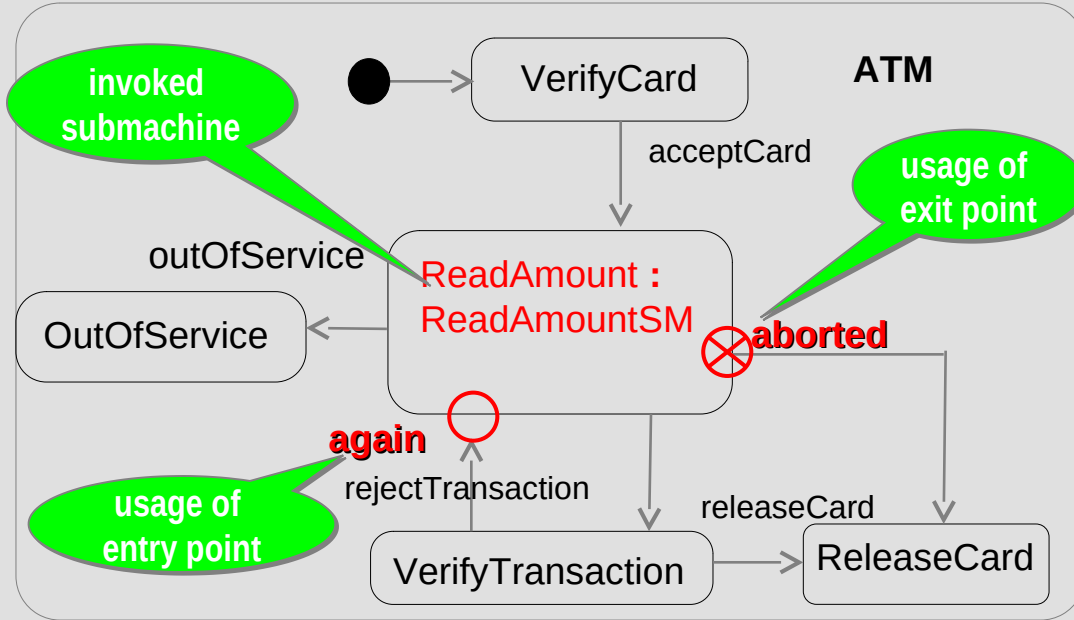 ATM
invoked
submachine
VerifyCard
acceptCard
usage of
exit point
outOfService
ReadAmount :
ReadAmountSM
OutOfService
aborted
again
rejectTransaction
usage of
entry point
releaseCard
VerifyTransaction
ReleaseCard